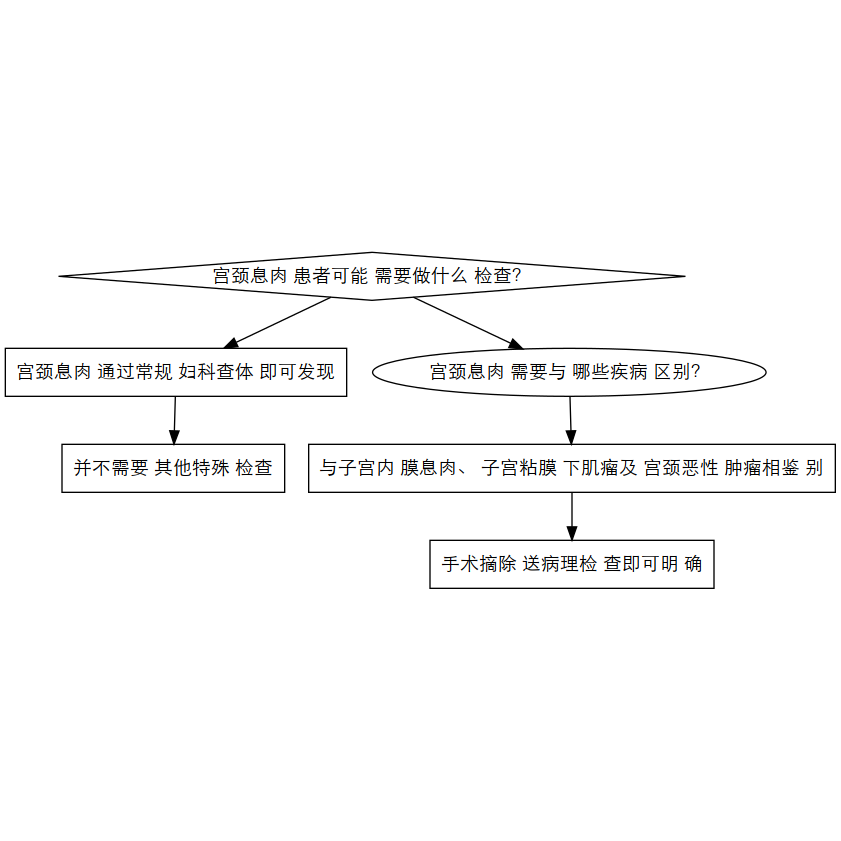 宫颈息肉 患者可能 需要做什么 检查?
宫颈息肉 通过常规 妇科查体 即可发现
宫颈息肉 需要与 哪些疾病 区别?
并不需要 其他特殊 检查
与子宫内 膜息肉、 子宫粘膜 下肌瘤及 宫颈恶性 肿瘤相鉴 别
手术摘除 送病理检 查即可明 确